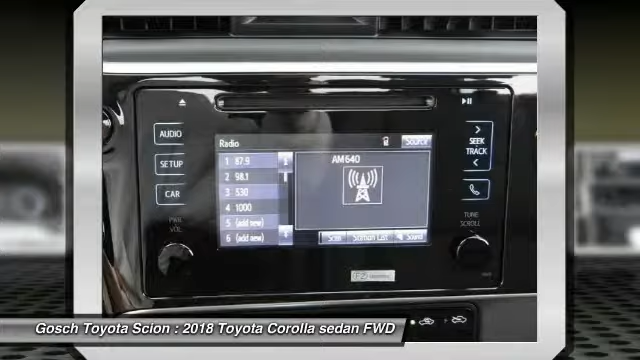 AUDIO
SETUP
CAR
PWR
VOL
Radio
Source
1 87.9
2 98.1
3 530
4 1000
5 (add new)
6 (add new)
AM640
Scan
Station List
Sound
SEEK
TRACK
TUNE
SCROLL
Gosch Toyota Scion : 2018 Toyota Corolla sedan FWD